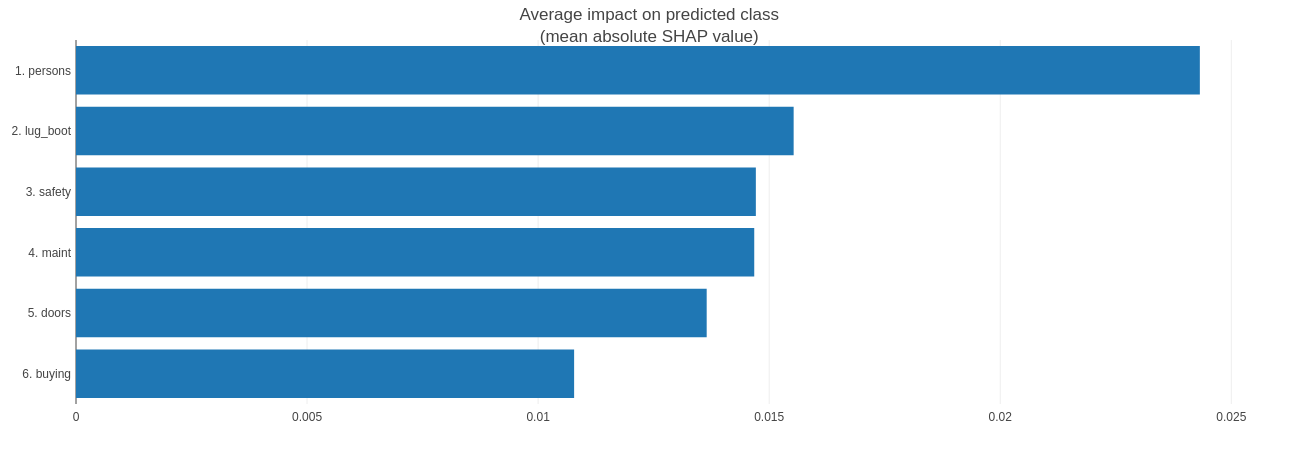 Average impact on predicted class
(mean absolute SHAP value)
1. persons
2. lug_boot
3. safety
4. maint
5. doors
6. buying
0 0.005 0.01 0.015 0.02 0.025